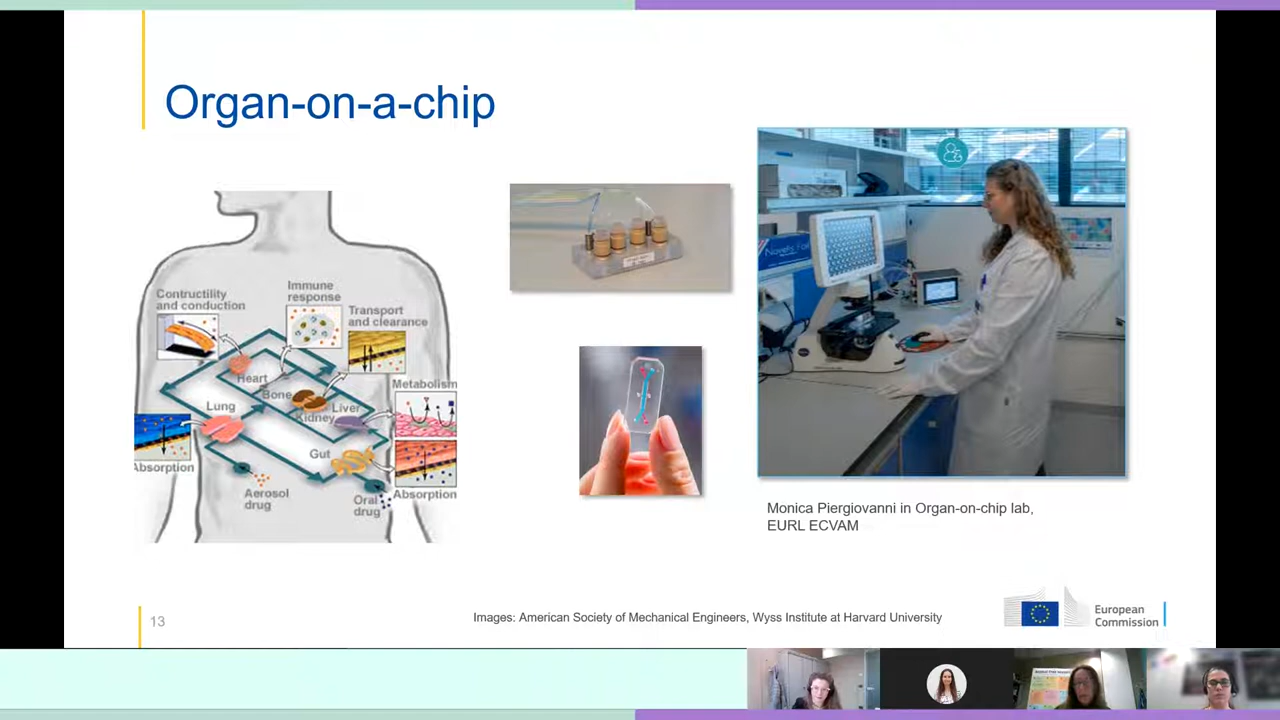 Organ-on-a-chip
Contructility
and conduction
Immune
response
Transport
and clearance
Metabolism
Heart
Bone
Lung
Liver
Kidney
Gut
Absorption
Absorption
Aerosol
drug
Oral
drug
Monica Piergiovanni in Organ-on-chip lab,
EURL ECVAM
13
Images: American Society of Mechanical Engineers, Wyss Institute at Harvard University
European
Commission